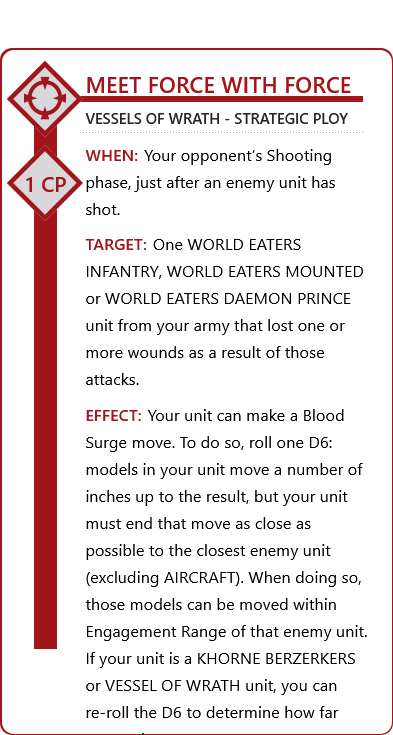 MEET FORCE WITH FORCE
VESSELS OF WRATH - STRATEGIC PLOY
1 CP
WHEN: Your opponent's Shooting
phase, just after an enemy unit has
shot.
TARGET: One WORLD EATERS
INFANTRY, WORLD EATERS MOUNTED
or WORLD EATERS DAEMON PRINCE
unit from your army that lost one or
more wounds as a result of those
attacks.
EFFECT: Your unit can make a Blood
Surge move. To do so, roll one D6:
models in your unit move a number of
inches up to the result, but your unit
must end that move as close as
possible to the closest enemy unit
(excluding AIRCRAFT). When doing so,
those models can be moved within
Engagement Range of that enemy unit.
If your unit is a KHORNE BERZERKERS
or VESSEL OF WRATH unit, you can
re-roll the D6 to determine how far